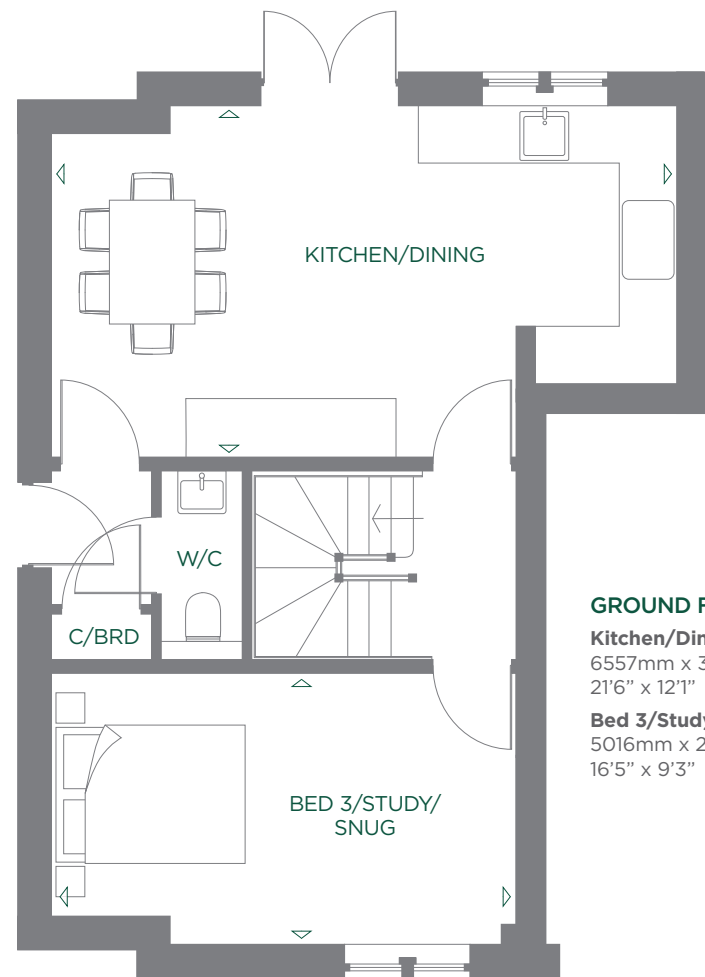 KITCHEN/DINING
W/C
C/BRD
BED 3/STUDY/
SNUG
GROUND
Kitchen/Din
6557mm x 3
21’6” x 12’1”
Bed 3/Study
5016mm x 2
16’5” x 9’3”